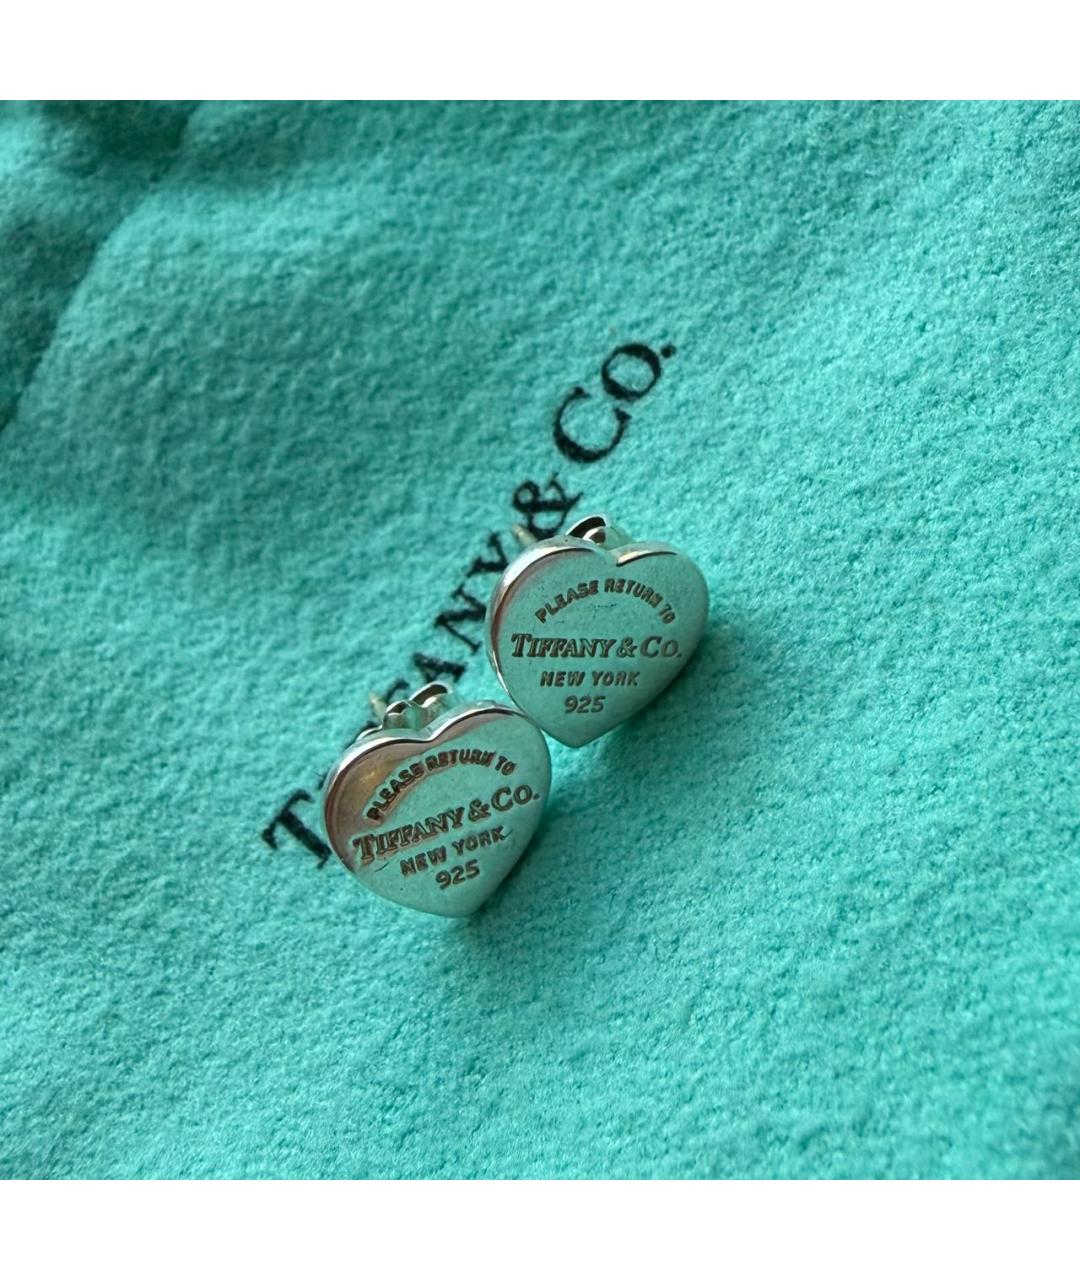 TIFFANY & CO.
PLEASE RETURN TO
TIFFANY & CO.
NEW YORK
925
PLEASE RETURN TO
TIFFANY & CO.
NEW YORK
925